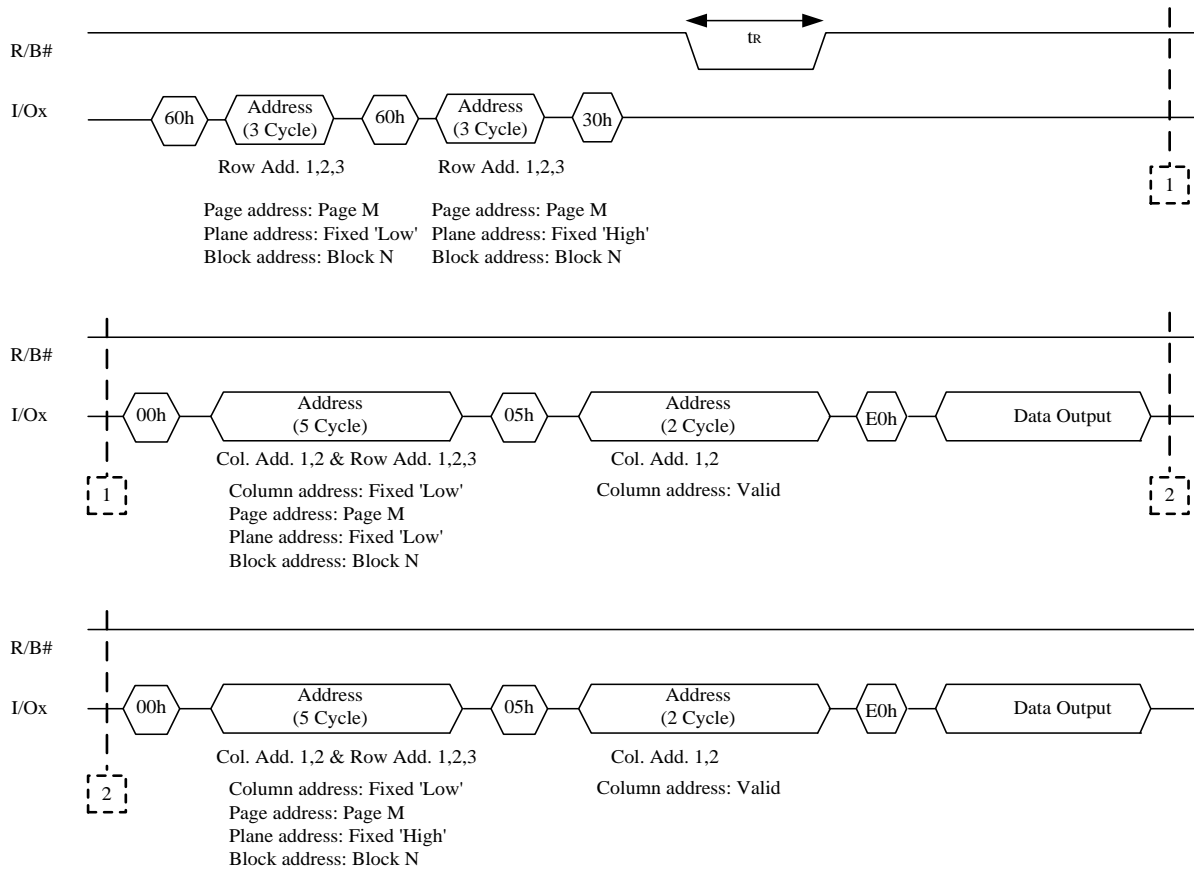 tR
R/B#
I/Ox
60h Address (3 Cycle) 60h Address (3 Cycle) 30h
Row Add. 1,2,3 Row Add. 1,2,3
1
Page address: Page M Page address: Page M
Plane address: Fixed 'Low' Plane address: Fixed 'High'
Block address: Block N Block address: Block N
R/B#
I/Ox
00h Address (5 Cycle) 05h Address (2 Cycle) E0h Data Output
Col. Add. 1,2 & Row Add. 1,2,3 Col. Add. 1,2
1 Column address: Fixed 'Low' Column address: Valid 2
Page address: Page M
Plane address: Fixed 'Low'
Block address: Block N
R/B#
I/Ox
00h Address (5 Cycle) 05h Address (2 Cycle) E0h Data Output
Col. Add. 1,2 & Row Add. 1,2,3 Col. Add. 1,2
2 Column address: Fixed 'Low' Column address: Valid
Page address: Page M
Plane address: Fixed 'High'
Block address: Block N